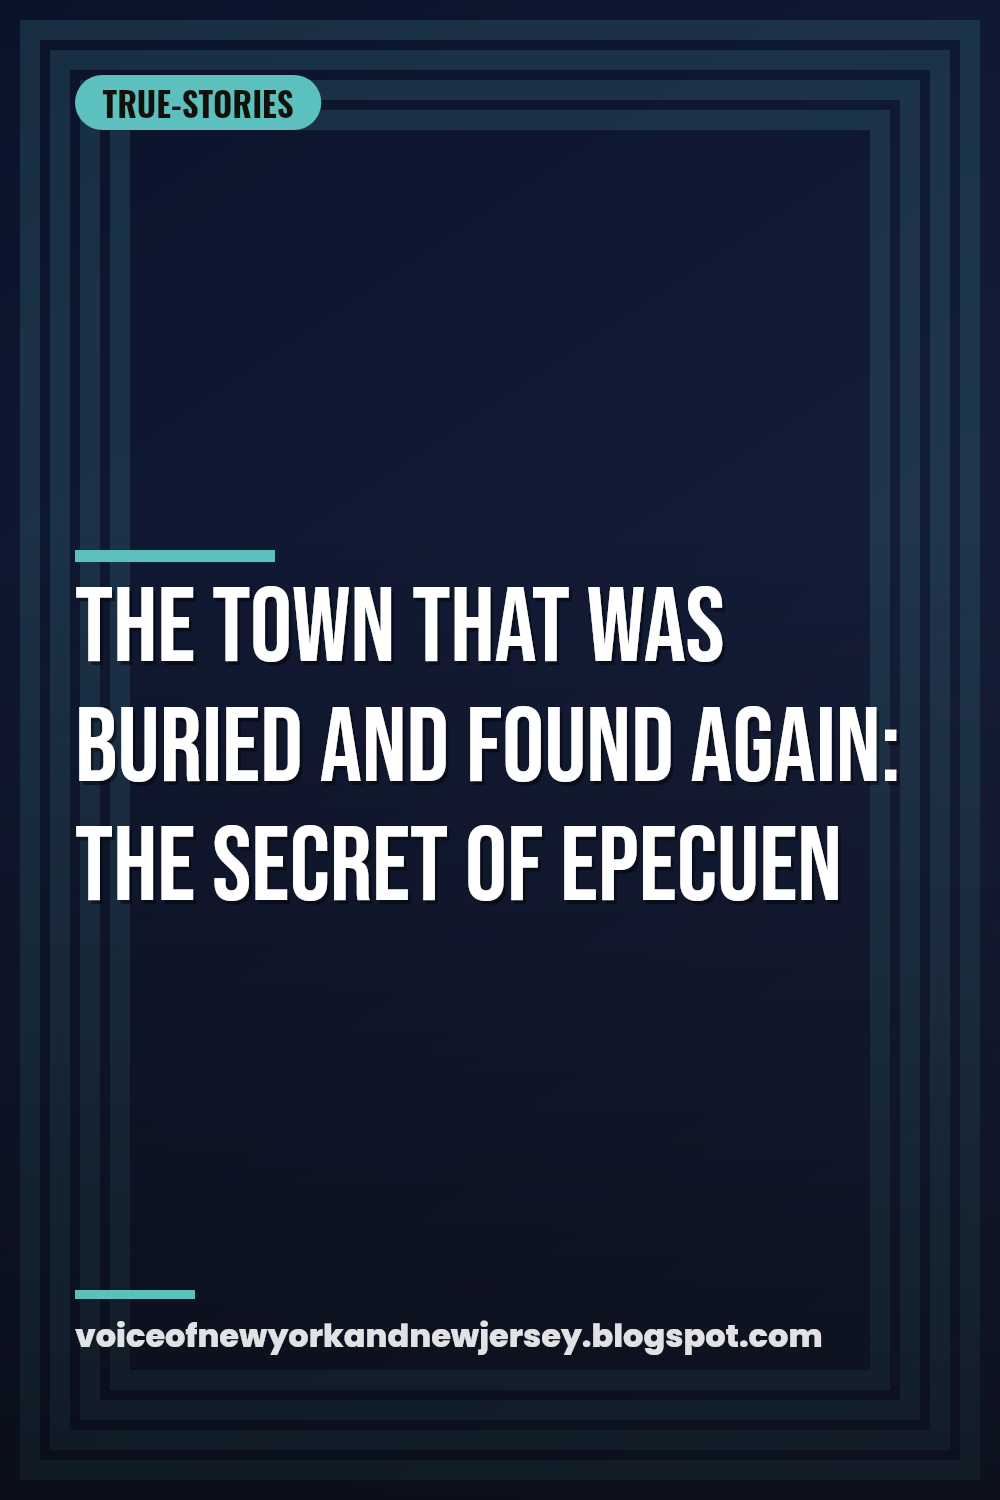 TRUE-STORIES
THE TOWN THAT WAS
BURIED AND FOUND AGAIN:
THE SECRET OF EPECUEN
voiceofnewyorkandnewjersey.blogspot.com